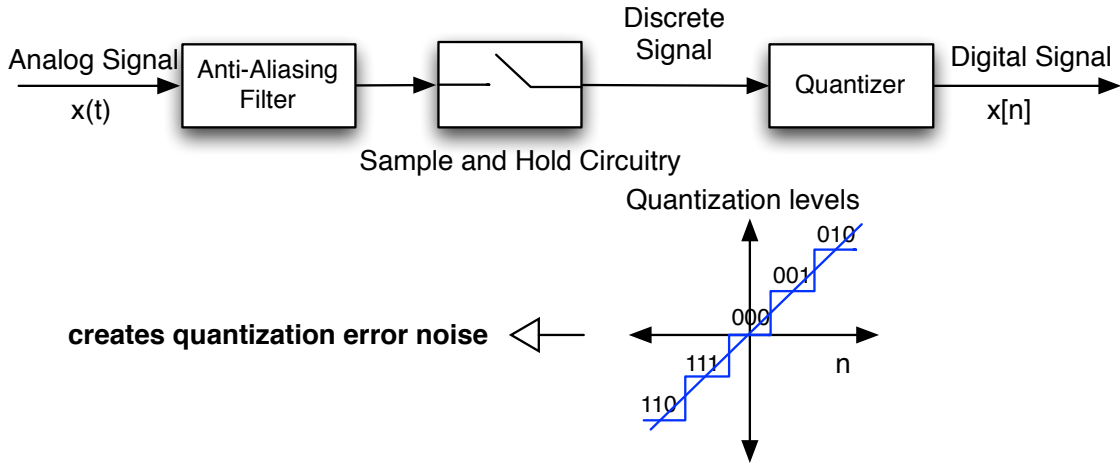 Analog Signal
x(t)
Anti-Aliasing
Filter
Sample and Hold Circuitry
Discrete
Signal
Quantizer
Digital Signal
x[n]
Quantization levels
010
001
000
111
110
n
creates quantization error noise